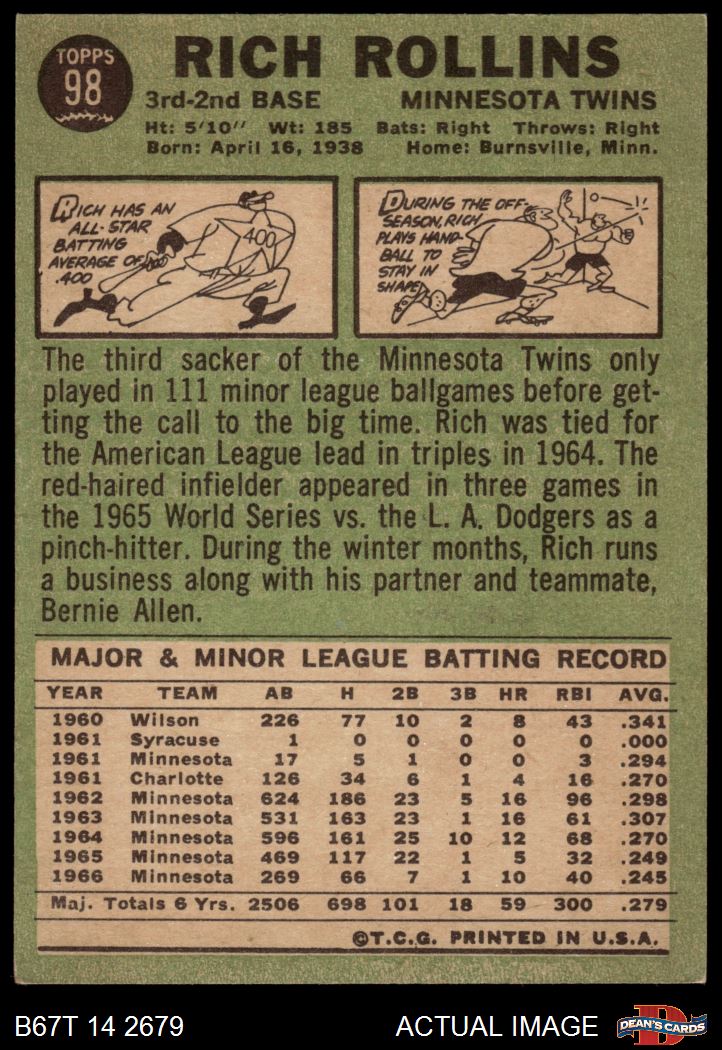 TOPPS
98
RICH ROLLINS
3rd-2nd BASE MINNESOTA TWINS
Ht: 5'10'' Wt: 185 Bats: Right Throws: Right
Born: April 16, 1938 Home: Burnsville, Minn.
RICH HAS AN
ALL-STAR
BATTING
AVERAGE OF
.400
400
DURING THE OFF-
SEASON, RICH
PLAYS HAND-
BALL TO
STAY IN
SHAPE
The third sacker of the Minnesota Twins only
played in 111 minor league ballgames before get-
ting the call to the big time. Rich was tied for
the American League lead in triples in 1964. The
red-haired infielder appeared in three games in
the 1965 World Series vs. the L. A. Dodgers as a
pinch-hitter. During the winter months, Rich runs
a business along with his partner and teammate,
Bernie Allen.
MAJOR & MINOR LEAGUE BATTING RECORD
YEAR TEAM AB H 2B 3B HR RBI AVG.
1960 Wilson 226 77 10 2 8 43 .341
1961 Syracuse 1 0 0 0 0 0 .000
1961 Minnesota 17 5 1 0 0 3 .294
1961 Charlotte 126 34 6 1 4 16 .270
1962 Minnesota 624 186 23 5 16 96 .298
1963 Minnesota 531 163 23 1 16 61 .307
1964 Minnesota 596 161 25 10 12 68 .270
1965 Minnesota 469 117 22 1 5 32 .249
1966 Minnesota 269 66 7 1 10 40 .245
Maj. Totals 6 Yrs. 2506 698 101 18 59 300 .279
©T.C.G. PRINTED IN U.S.A.
B67T 14 2679 ACTUAL IMAGE
D
DEAN'S CARDS